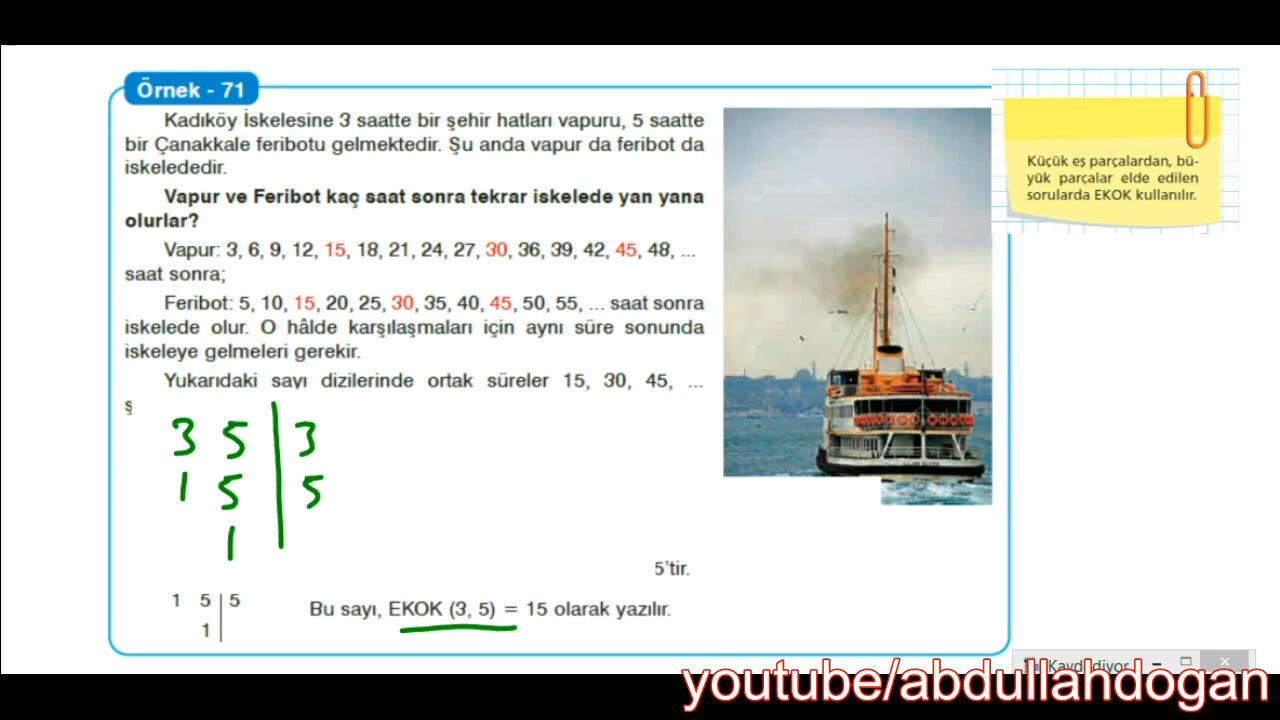 Örnek - 71
Kadıköy İskelesine 3 saatte bir şehir hatları vapuru, 5 saatte
bir Çanakkale feribotu gelmektedir. Şu anda vapur da feribot da
iskelededir.
Vapur ve Feribot kaç saat sonra tekrar iskelede yan yana
olurlar?
Vapur: 3, 6, 9, 12, 15, 18, 21, 24, 27, 30, 36, 39, 42, 45, 48, ...
saat sonra;
Feribot: 5, 10, 15, 20, 25, 30, 35, 40, 45, 50, 55, ... saat sonra
iskelede olur. O hâlde karşılaşmaları için aynı süre sonunda
iskeleye gelmeleri gerekir.
Yukarıdaki sayı dizilerinde ortak süreler 15, 30, 45, ...
ş
3 5 3
1 5 5
1
5'tir.
1 5 5
1
Bu sayı, EKOK (3, 5) = 15 olarak yazılır.
Küçük eş parçalardan, bü-
yük parçalar elde edilen
sorularda EKOK kullanılır.
Kaydediyor
youtube/abdullahdogan